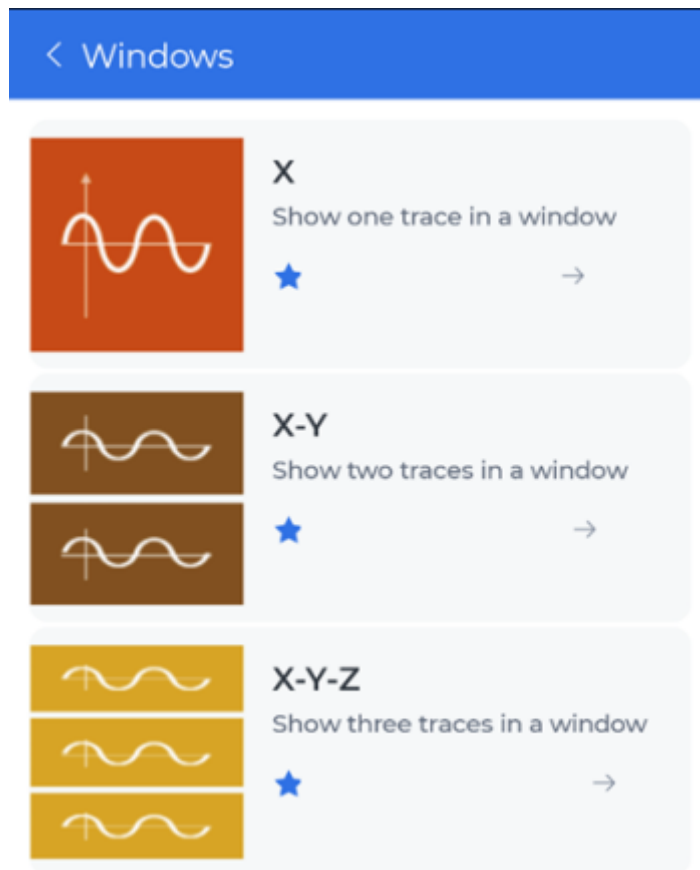 Windows
X
Show one trace in a window
X-Y
Show two traces in a window
X-Y-Z
Show three traces in a window